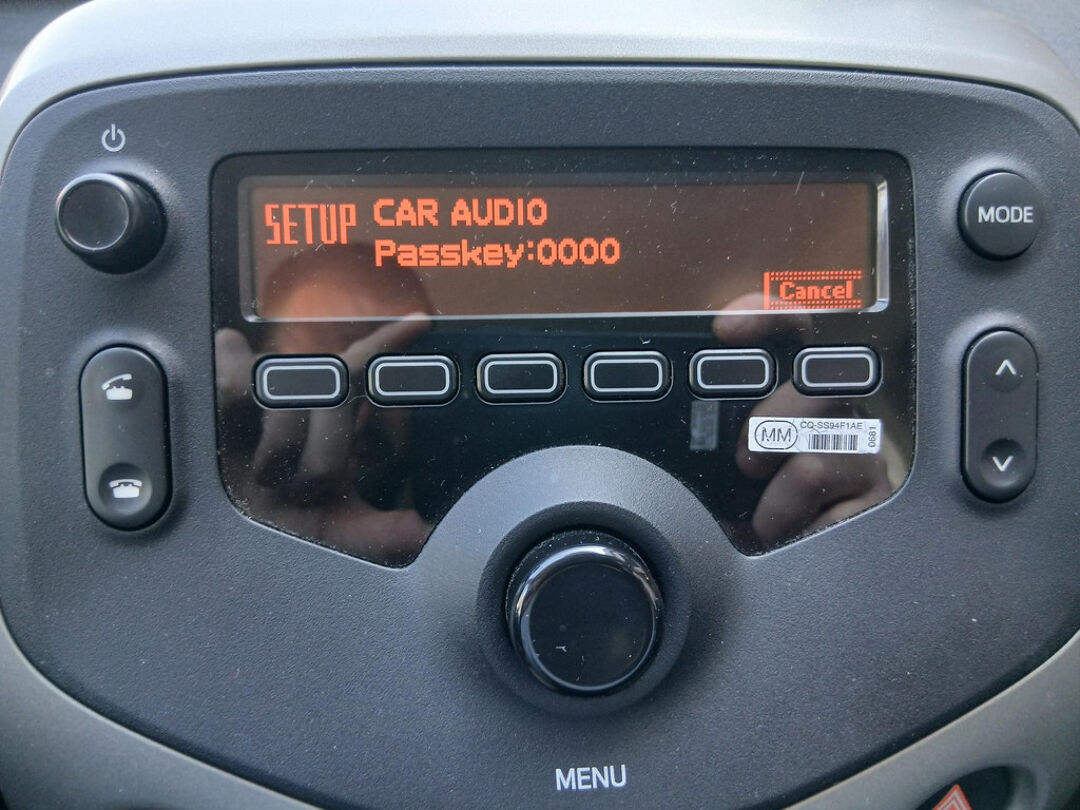 SETUP CAR AUDIO
Passkey:0000
Cancel
MODE
MM CQ-SS94F1AE
0681
MENU